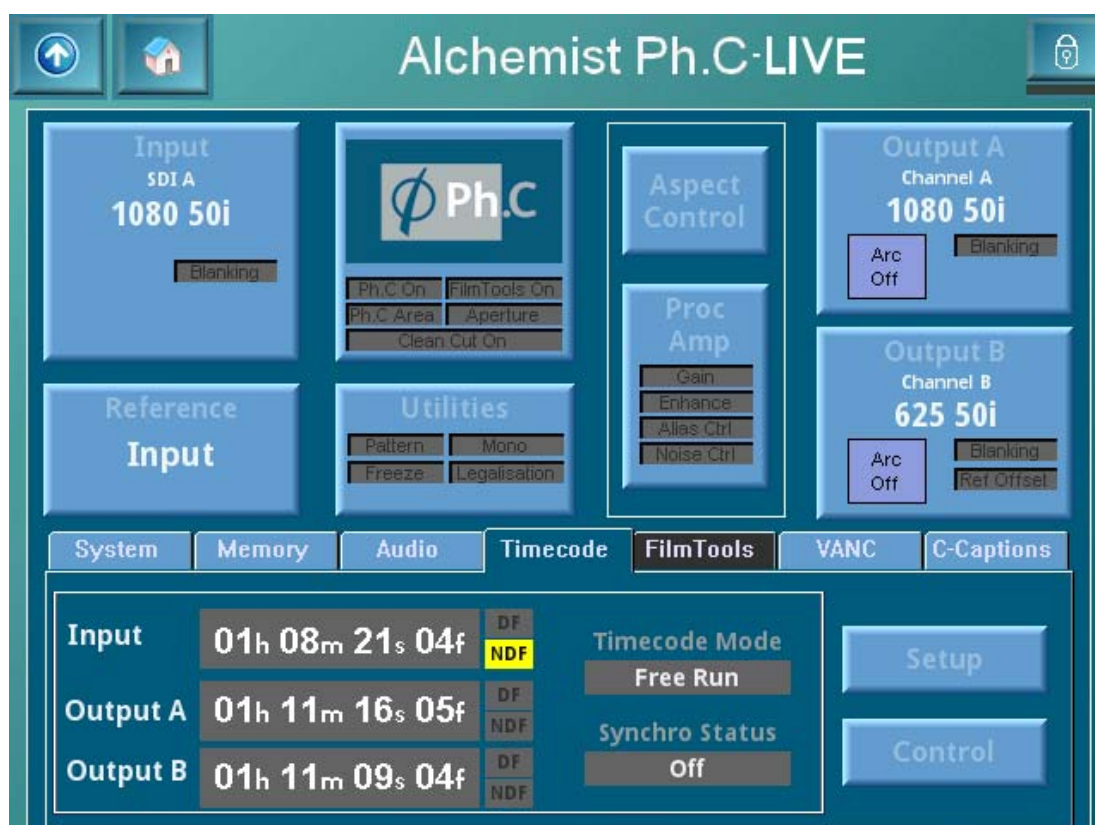 Alchemist Ph.C-LIVE
Input
SDI A
1080 50i
Blanking
Ph.C
Ph.C On
FilmTools On
Ph.C Area
Aperture
Clean Cut On
Aspect
Control
Proc
Amp
Gain
Enhance
Alias Ctrl
Noise Ctrl
Output A
Channel A
1080 50i
Arc
Off
Blanking
Reference
Input
Utilities
Pattern
Mono
Freeze
Legalisation
Output B
Channel B
625 50i
Arc
Off
Blanking
Ref Offset
System
Memory
Audio
Timecode
FilmTools
VANC
C-Captions
Input
01h 08m 21s 04f
DF
NDF
Output A
01h 11m 16s 05f
DF
NDF
Output B
01h 11m 09s 04f
DF
NDF
Timecode Mode
Free Run
Synchro Status
Off
Setup
Control